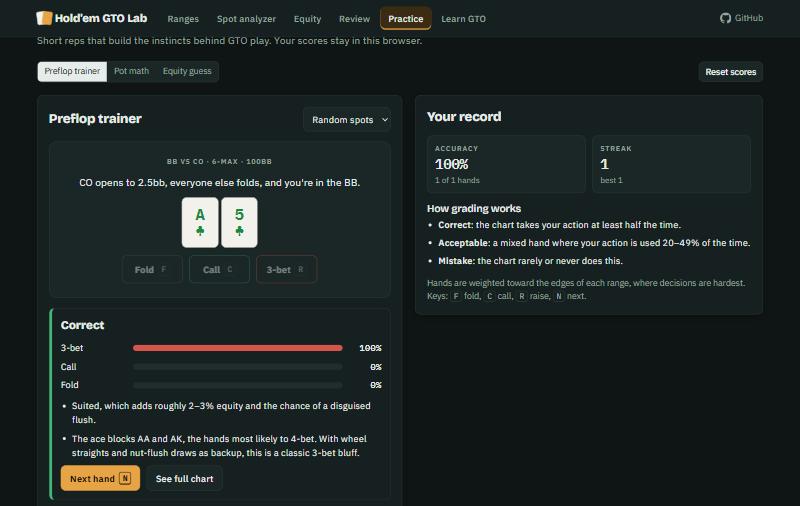 Hold'em GTO Lab Ranges Spot analyzer Equity Review Practice Learn GTO GitHub
Short reps that build the instincts behind GTO play. Your scores stay in this browser.
Preflop trainer Pot math Equity guess Reset scores
Preflop trainer Random spots
BB VS CO · 6-MAX · 100BB
CO opens to 2.5bb, everyone else folds, and you're in the BB.
A 5
♣ ♣
Fold F Call C 3-bet R
Correct
3-bet 100%
Call 0%
Fold 0%
• Suited, which adds roughly 2–3% equity and the chance of a disguised
flush.
• The ace blocks AA and AK, the hands most likely to 4-bet. With wheel
straights and nut-flush draws as backup, this is a classic 3-bet bluff.
Next hand N See full chart
Your record
ACCURACY STREAK
100% 1
1 of 1 hands best 1
How grading works
• Correct: the chart takes your action at least half the time.
• Acceptable: a mixed hand where your action is used 20–49% of the time.
• Mistake: the chart rarely or never does this.
Hands are weighted toward the edges of each range, where decisions are hardest.
Keys: F fold, C call, R raise, N next.